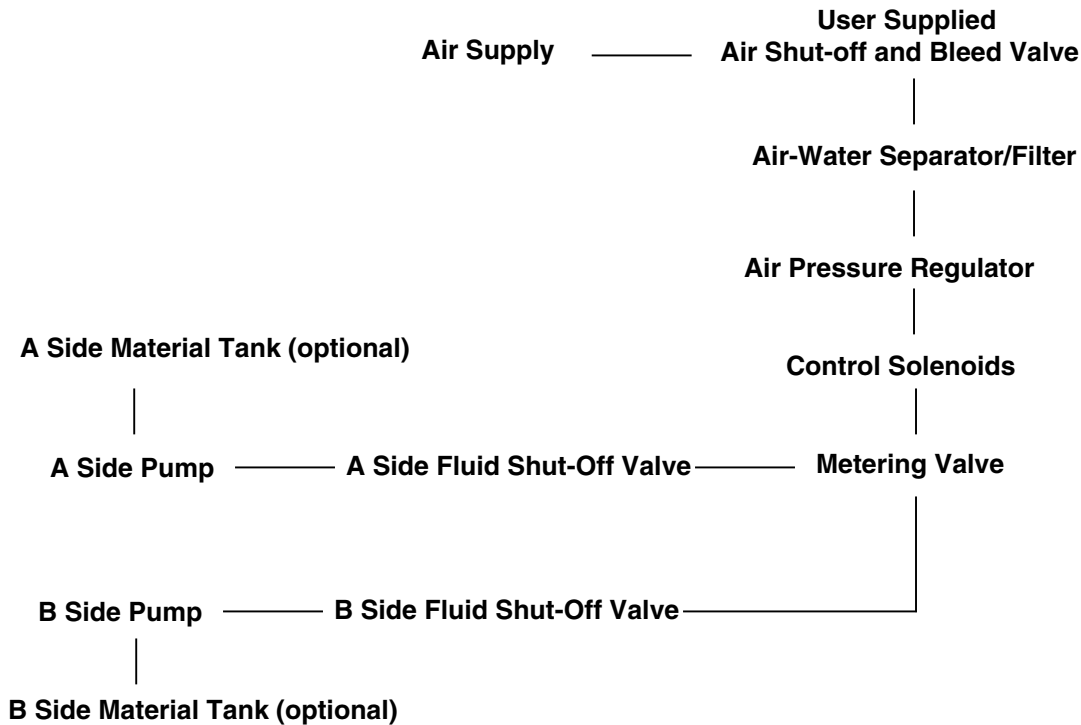 User Supplied
Air Supply
Air Shut-off and Bleed Valve
Air-Water Separator/Filter
Air Pressure Regulator
A Side Material Tank (optional)
Control Solenoids
A Side Pump
A Side Fluid Shut-Off Valve
Metering Valve
B Side Pump
B Side Fluid Shut-Off Valve
B Side Material Tank (optional)